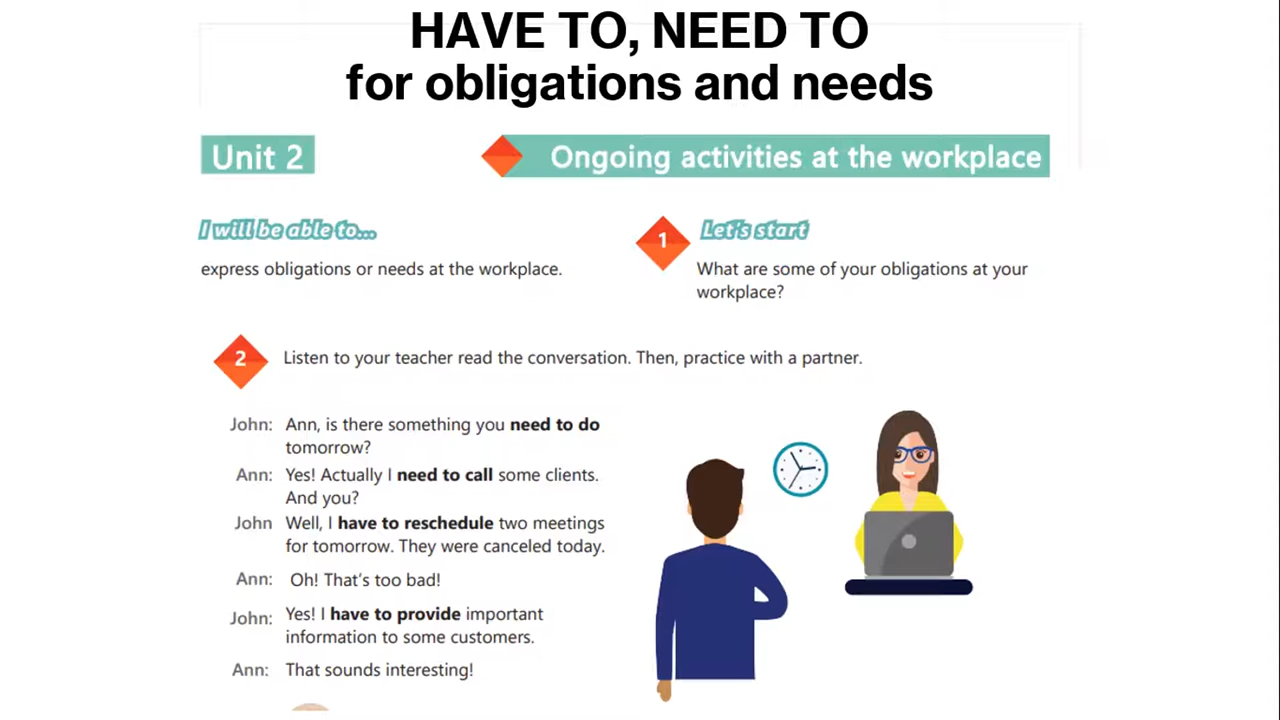 HAVE TO, NEED TO
for obligations and needs
Unit 2
Ongoing activities at the workplace
I will be able to...
express obligations or needs at the workplace.
1
Let's start
What are some of your obligations at your
workplace?
2
Listen to your teacher read the conversation. Then, practice with a partner.
John: Ann, is there something you need to do
tomorrow?
Ann: Yes! Actually I need to call some clients.
And you?
John Well, I have to reschedule two meetings
for tomorrow. They were canceled today.
Ann: Oh! That's too bad!
John: Yes! I have to provide important
information to some customers.
Ann: That sounds interesting!